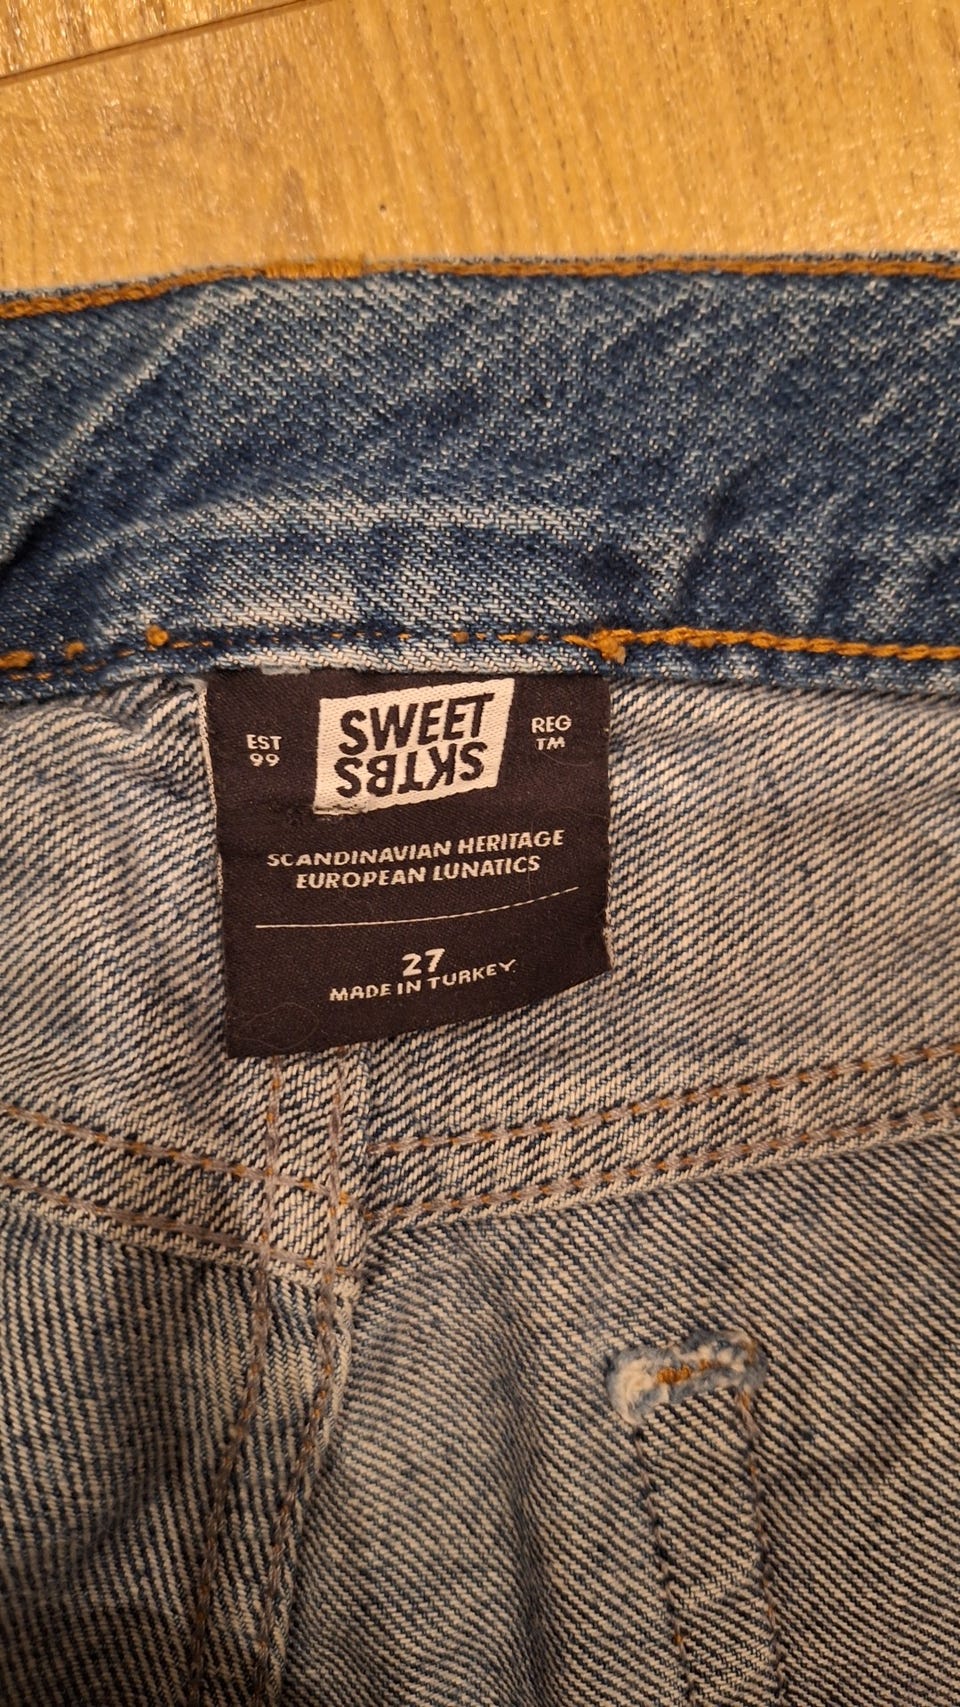 EST
99
SWEET
SKTBS
REG
TM
SCANDINAVIAN HERITAGE
EUROPEAN LUNATICS
27
MADE IN TURKEY